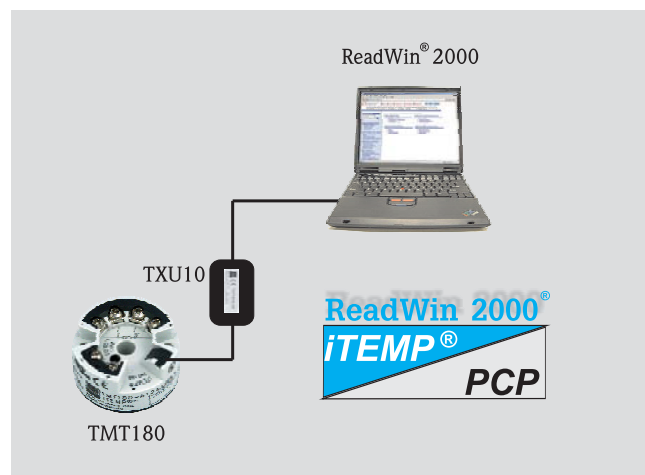 ReadWin® 2000
TXU10
ReadWin 2000®
iTEMP®
PCP
TMT180